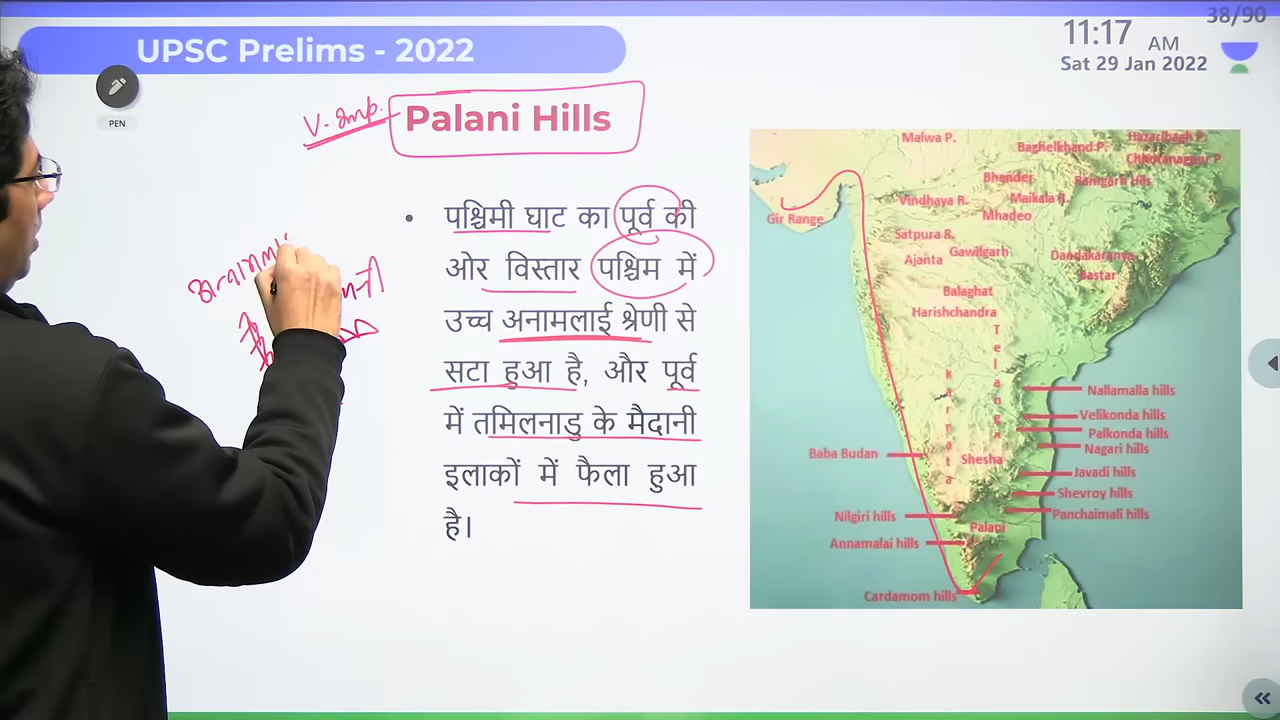 38/90
UPSC Prelims - 2022
11:17 AM
Sat 29 Jan 2022
PEN
V. Imp.
Palani Hills
• पश्चिमी घाट का पूर्व की
ओर विस्तार पश्चिम में
उच्च अनामलाई श्रेणी से
सटा हुआ है, और पूर्व
में तमिलनाडु के मैदानी
इलाकों में फैला हुआ
है।
Malwa P.
Hazaribagh P.
Baghelkhand P.
Chhotanagpur P
Bhander
Ramgarh Hils
Vindhaya R.
Maikala R.
Gir Range
Mhadeo
Satpura R.
Ajanta
Gawilgarh
Dandakaranya
Bastar
Balaghat
Harishchandra
Telangna
Karnataka
Nallamalla hills
Velikonda hills
Palkonda hills
Nagari hills
Baba Budan
Shesha
Javadi hills
Shevroy hills
Nilgiri hills
Panchaimali hills
Palani
Annamalai hills
Cardamom hills